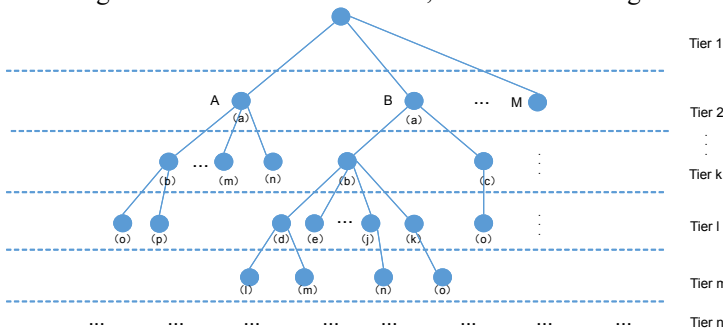 Tier 1
A B ... M
(a) (a) Tier 2
... 
(b) (m) (n) (b) (c) Tier k
...
(o) (p) (d) (e) (j) (k) (o) Tier l
(l) (m) (n) (o) Tier m
... ... ... ... ... ... ... ... Tier n